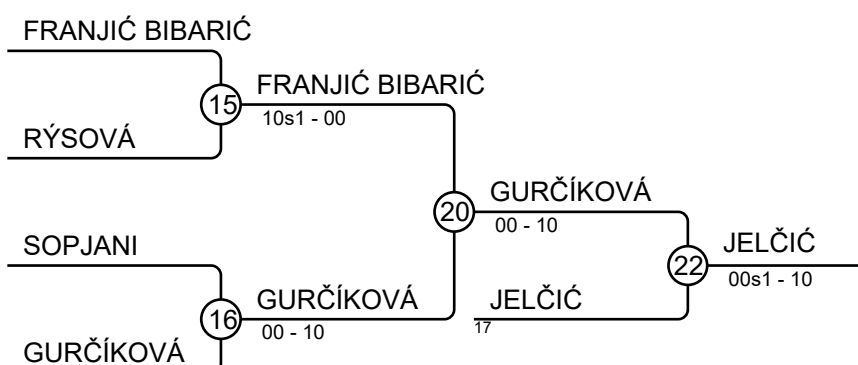 FRANJIĆ BIBARIĆ
15
FRANJIĆ BIBARIĆ
10s1 - 00
RÝSOVÁ
20
GURČÍKOVÁ
00 - 10
SOPJANI
22
JELČIĆ
00s1 - 10
16
GURČÍKOVÁ
00 - 10
JELČIĆ
17
GURČÍKOVÁ